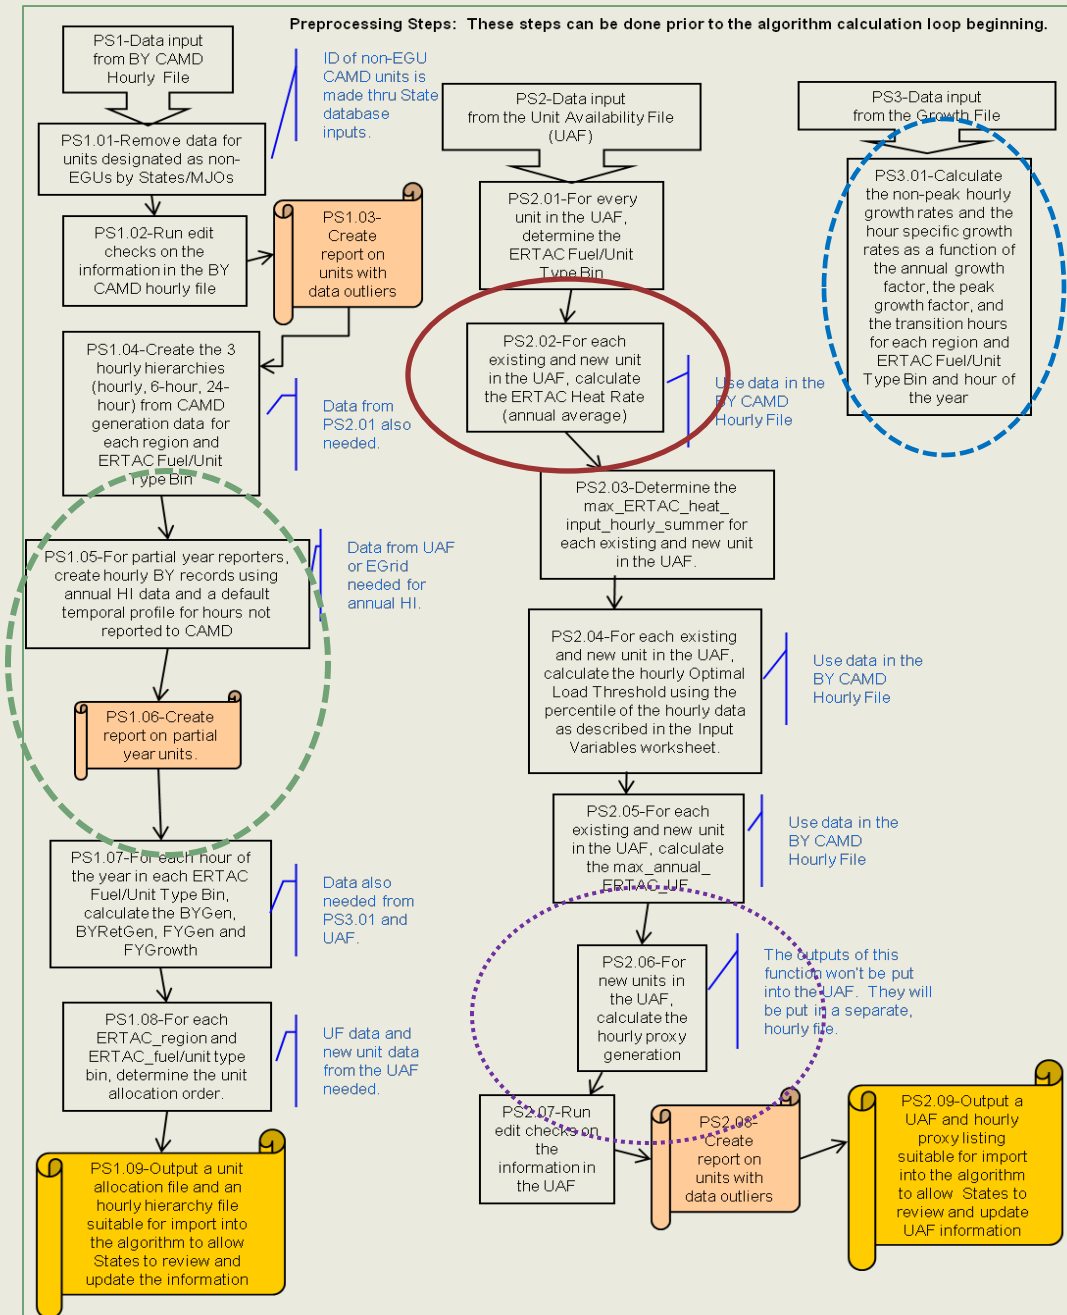 Preprocessing Steps:  These steps can be done prior to the algorithm calculation loop beginning.
PS1-Data input
from BY CAMD
Hourly File
ID of non-EGU
CAMD units is
made thru State
database
inputs.
PS1.01-Remove data for
units designated as non-
EGUs by States/MJOs
PS1.02-Run edit
checks on the
information in the BY
CAMD hourly file
PS1.03-
Create
report on
units with
data outliers
PS1.04-Create the 3
hourly hierarchies
(hourly, 6-hour, 24-
hour) from CAMD
generation data for
each region and
ERTAC Fuel/Unit
Type Bin
Data from
PS2.01 also
needed.
PS1.05-For partial year reporters,
create hourly BY records using
annual HI data and a default
temporal profile for hours not
reported to CAMD
Data from UAF
or EGrid
needed for
annual HI.
PS1.06-Create
report on partial
year units.
PS1.07-For each hour of
the year in each ERTAC
Fuel/Unit Type Bin,
calculate the BYGen,
BYRetGen, FYGen and
FYGrowth
Data also
needed from
PS3.01 and
UAF.
PS1.08-For each
ERTAC_region and
ERTAC_fuel/unit type
bin, determine the unit
allocation order.
UF data and
new unit data
from the UAF
needed.
PS1.09-Output a unit
allocation file and an
hourly hierarchy file
suitable for import into
the algorithm to allow
States to review and
update the information
PS2-Data input
from the Unit Availability File
(UAF)
PS2.01-For every
unit in the UAF,
determine the
ERTAC Fuel/Unit
Type Bin
PS2.02-For each
existing and new unit
in the UAF, calculate
the ERTAC Heat Rate
(annual average)
Use data in the
BY CAMD
Hourly File
PS2.03-Determine the
max_ERTAC_heat_
input_hourly_summer for
each existing and new unit
in the UAF.
PS2.04-For each existing
and new unit in the UAF,
calculate the hourly Optimal
Load Threshold using the
percentile of the hourly data
as described in the Input
Variables worksheet.
Use data in the
BY CAMD
Hourly File
PS2.05-For each
existing and new unit
in the UAF, calculate
the max_annual_
ERTAC_UF
Use data in the
BY CAMD
Hourly File
PS2.06-For
new units in
the UAF,
calculate the
hourly proxy
generation
The outputs of this
function won't be put
into the UAF.  They will
be put in a separate,
hourly file.
PS2.07-Run
edit checks on
the
information in
the UAF
PS2.08-
Create
report on
units with
data outliers
PS2.09-Output a
UAF and hourly
proxy listing
suitable for import
into the algorithm
to allow  States to
review and update
UAF information
PS3-Data input
from the Growth File
PS3.01-Calculate
the non-peak hourly
growth rates and the
hour specific growth
rates as a function of
the annual growth
factor, the peak
growth factor, and
the transition hours
for each region and
ERTAC Fuel/Unit
Type Bin and hour of
the year